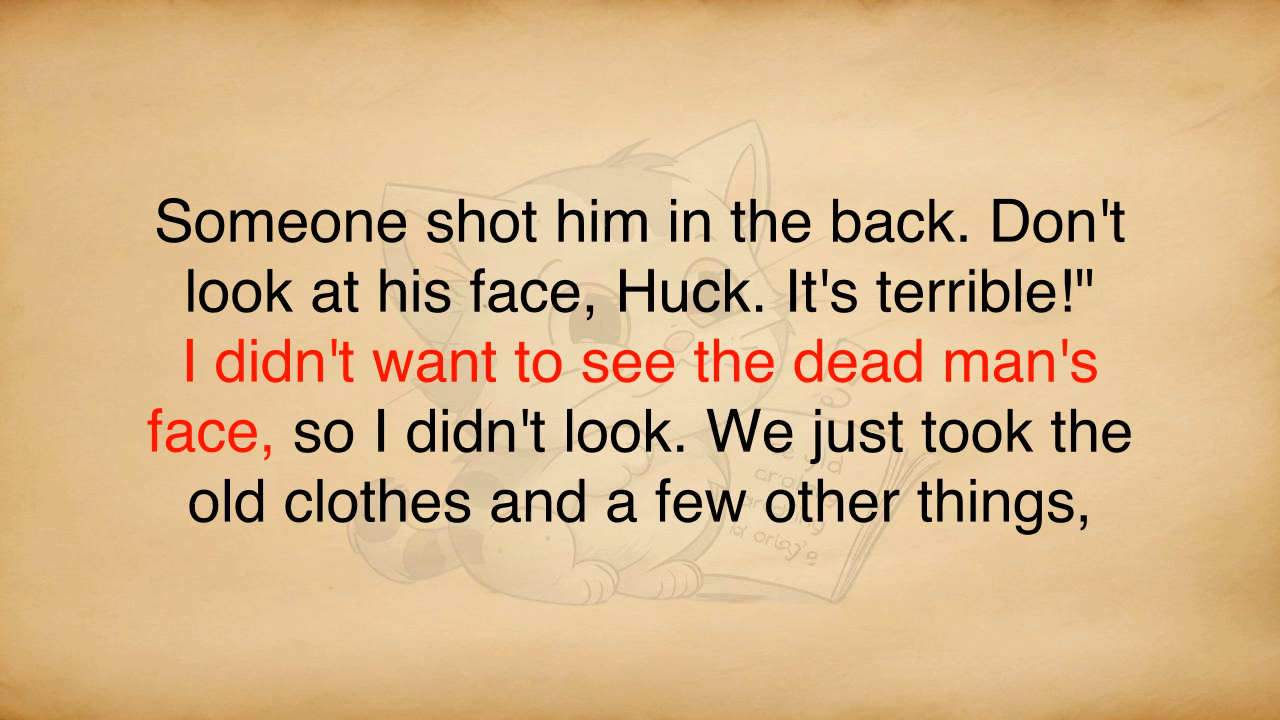 Someone shot him in the back. Don't
look at his face, Huck. It's terrible!"
I didn't want to see the dead man's
face, so I didn't look. We just took the
old clothes and a few other things,